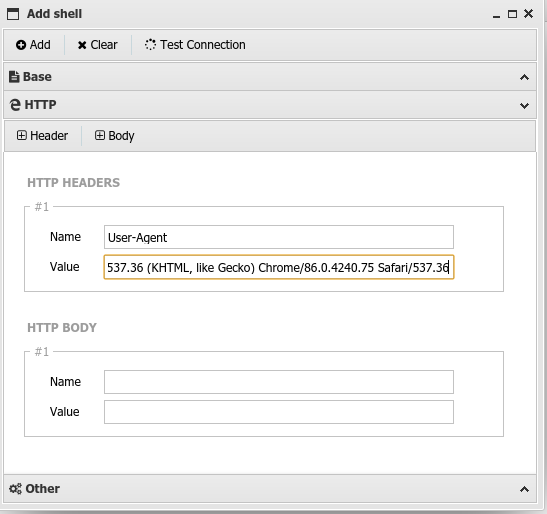 Add shell
Add Clear Test Connection
Base
HTTP
Header Body
HTTP HEADERS
#1
Name User-Agent
Value 537.36 (KHTML, like Gecko) Chrome/86.0.4240.75 Safari/537.36
HTTP BODY
#1
Name
Value
Other